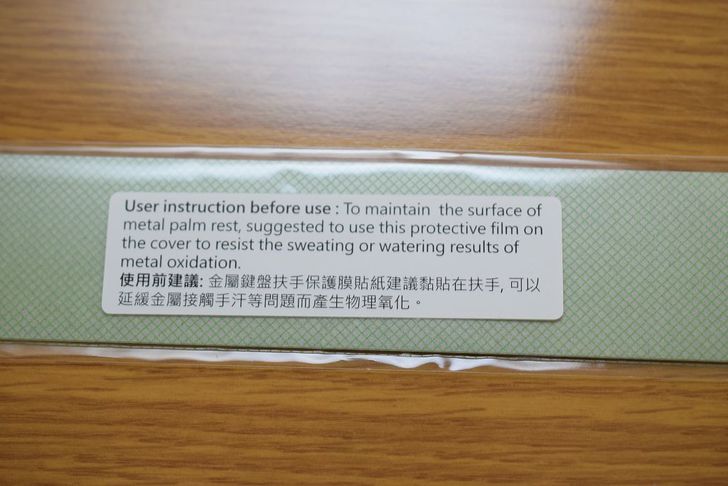 User instruction before use : To maintain the surface of
metal palm rest, suggested to use this protective film on
the cover to resist the sweating or watering results of
metal oxidation.
使用前建議: 金屬鍵盤扶手保護膜貼紙建議黏貼在扶手, 可以
延緩金屬接觸手汗等問題而產生物理氧化。